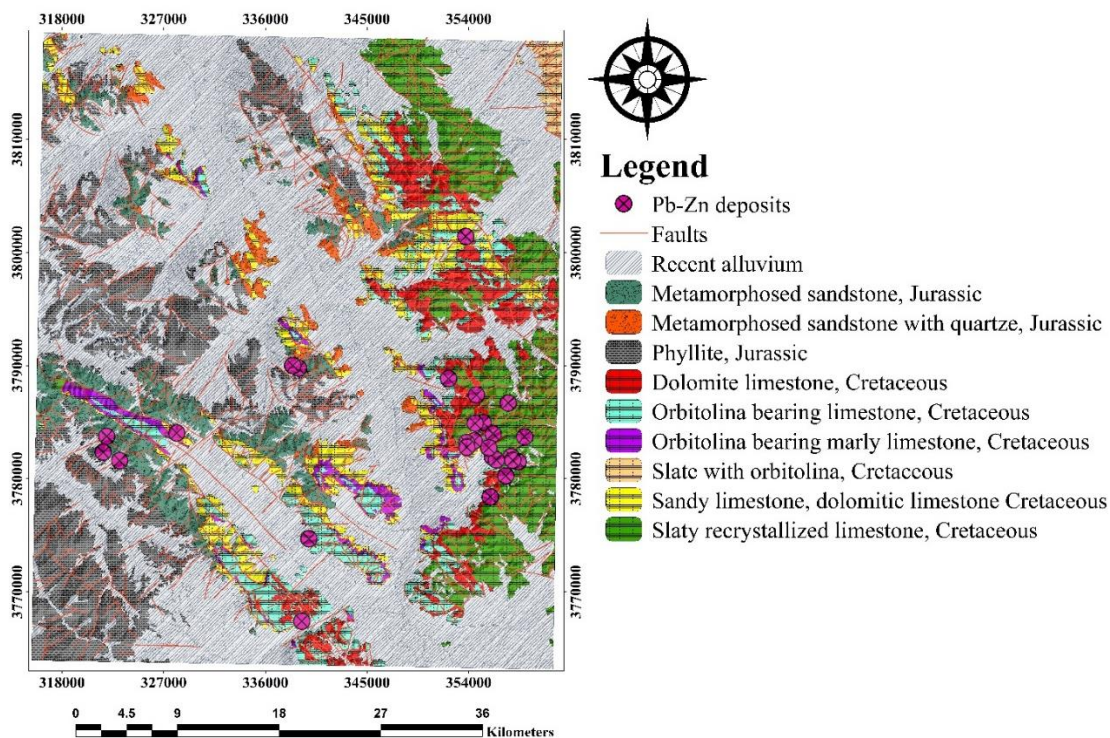 318000 327000 336000 345000 354000
3810000 3810000
3800000 3800000
3790000 3790000
3780000 3780000
3770000 3770000
318000 327000 336000 345000 354000
0 4.5 9 18 27 36
Kilometers
Legend
Pb-Zn deposits
Faults
Recent alluvium
Metamorphosed sandstone, Jurassic
Metamorphosed sandstone with quartze, Jurassic
Phyllite, Jurassic
Dolomite limestone, Cretaceous
Orbitolina bearing limestone, Cretaceous
Orbitolina bearing marly limestone, Cretaceous
Slate with orbitolina, Cretaceous
Sandy limestone, dolomitic limestone Cretaceous
Slaty recrystallized limestone, Cretaceous